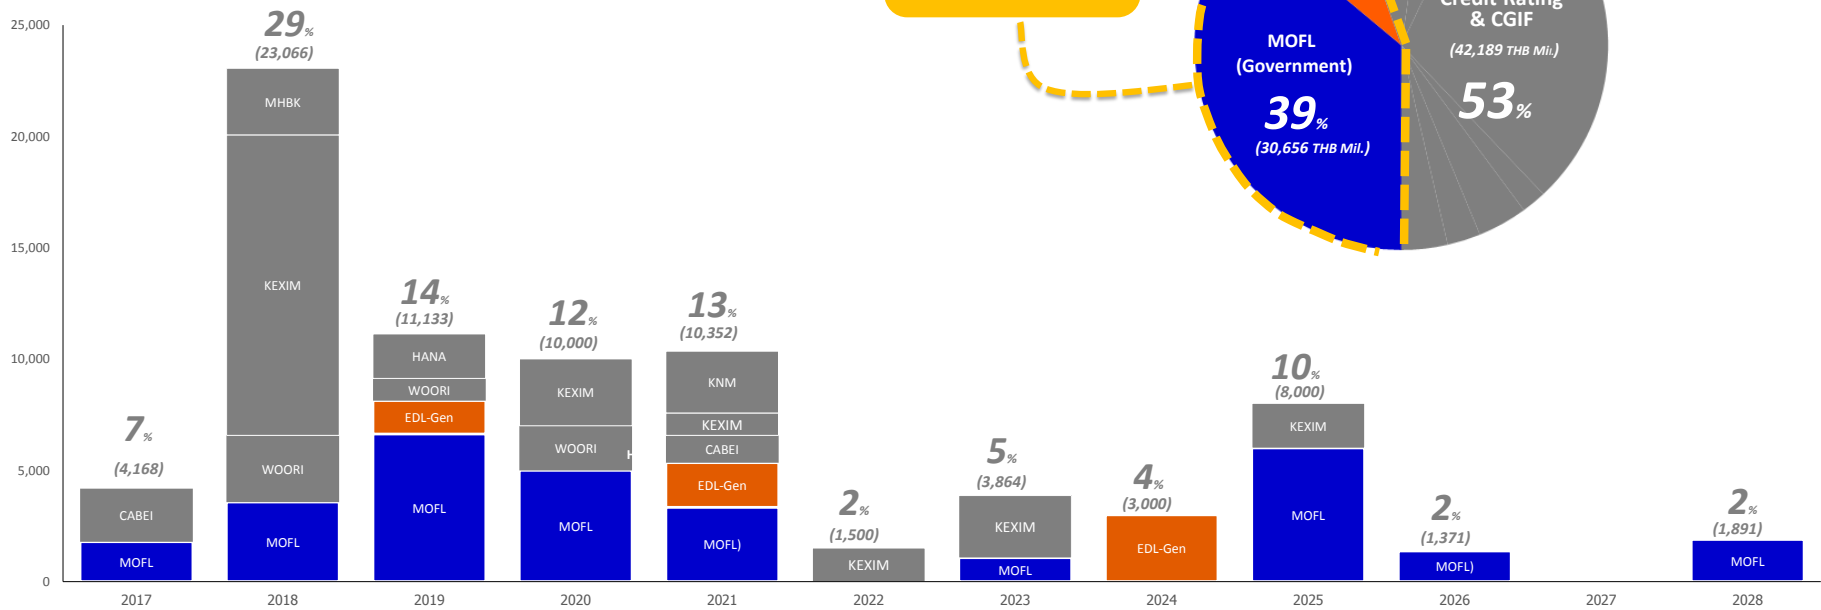 Credit Rating
& CGIF
(42,189 THB Mil.)
53%
MOFL
(Government)
39%
(30,656 THB Mil.)
25,000
20,000
15,000
10,000
5,000
0
7%
(4,168)
CABEI
MOFL
2017
29%
(23,066)
MHBK
KEXIM
WOORI
MOFL
2018
14%
(11,133)
HANA
WOORI
EDL-Gen
MOFL
2019
12%
(10,000)
KEXIM
WOORI
H
MOFL
2020
13%
(10,352)
KNM
KEXIM
CABEI
EDL-Gen
MOFL)
2021
2%
(1,500)
KEXIM
2022
5%
(3,864)
KEXIM
MOFL
2023
4%
(3,000)
EDL-Gen
2024
10%
(8,000)
KEXIM
MOFL
2025
2%
(1,371)
MOFL)
2026
2027
2%
(1,891)
MOFL
2028